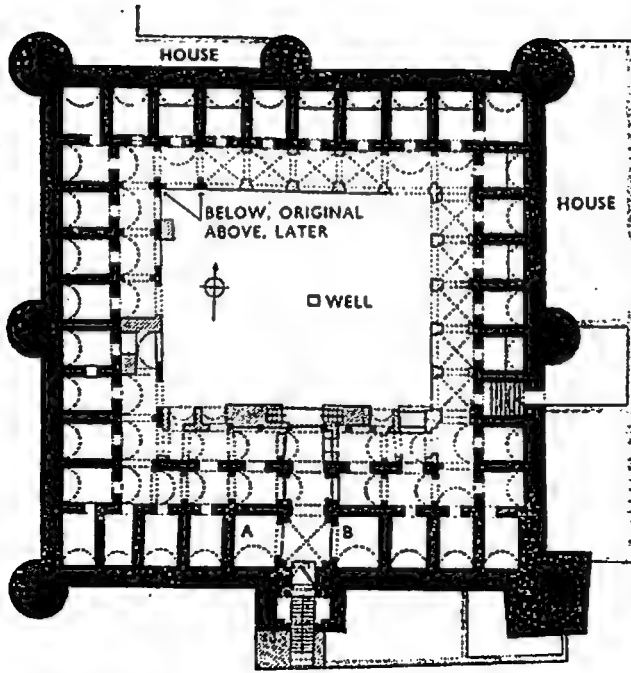 HOUSE
BELOW, ORIGINAL
ABOVE, LATER
HOUSE
WELL
A
B